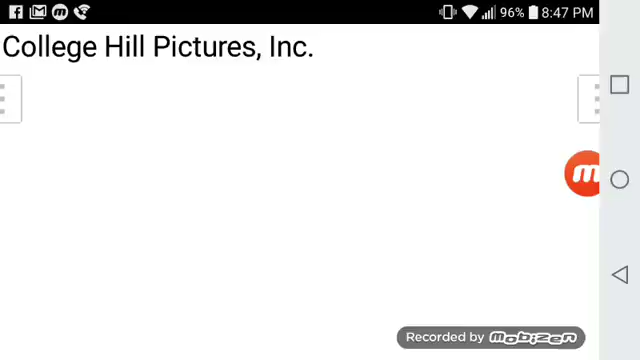 96% 8:47 PM
College Hill Pictures, Inc.
m
Recorded by mobizen